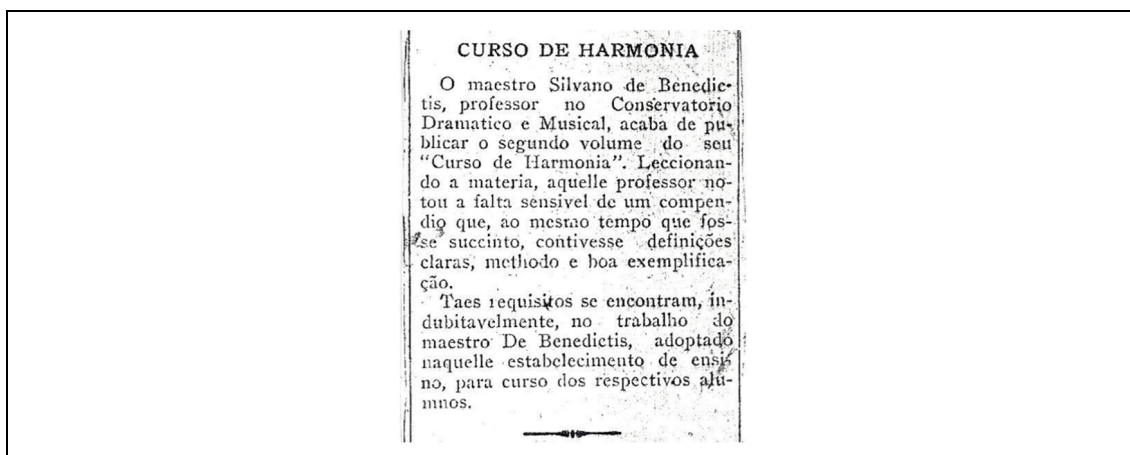 CURSO DE HARMONIA
O maestro Silvano de Benedic-
tis, professor no Conservatorio
Dramatico e Musical, acaba de pu-
blicar o segundo volume do seu
"Curso de Harmonia". Leccionan-
do a materia, aquelle professor no-
tou a falta sensivel de um compen-
dio que, ao mesmo tempo que fos-
se succinto, contivesse definições
claras, methodo e boa exemplifica-
ção.
Taes requisitos se encontram, in-
dubitavelmente, no trabalho do
maestro De Benedictis, adoptado
naquelle estabelecimento de ensi-
no, para curso dos respectivos alu-
mnos.